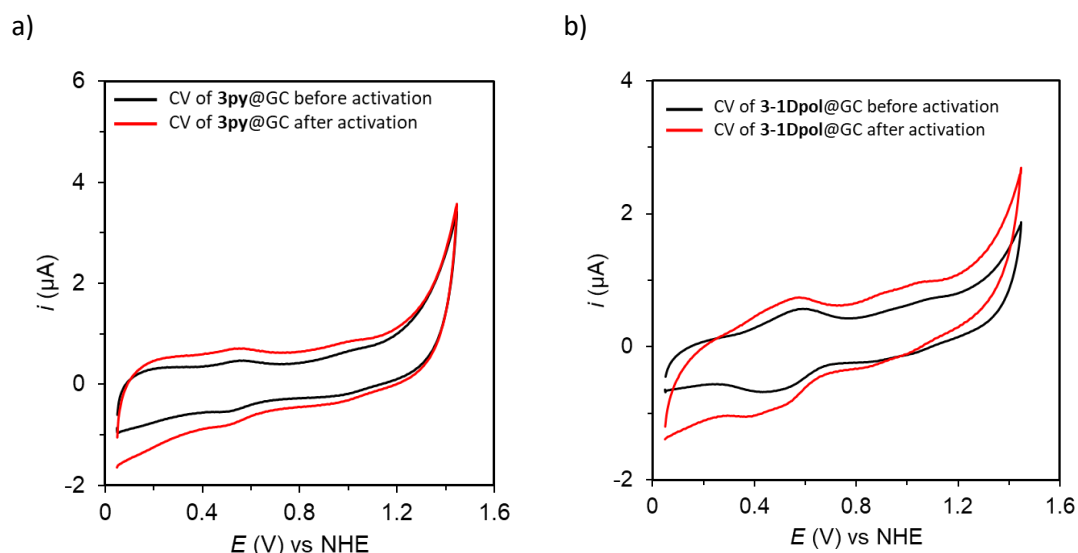 a)
b)
6
4
2
0
-2
0
0.4
0.8
1.2
1.6
i (µA)
E (V) vs NHE
CV of 3py@GC before activation
CV of 3py@GC after activation
4
2
0
-2
0
0.4
0.8
1.2
1.6
i (µA)
E (V) vs NHE
CV of 3-1Dpol@GC before activation
CV of 3-1Dpol@GC after activation